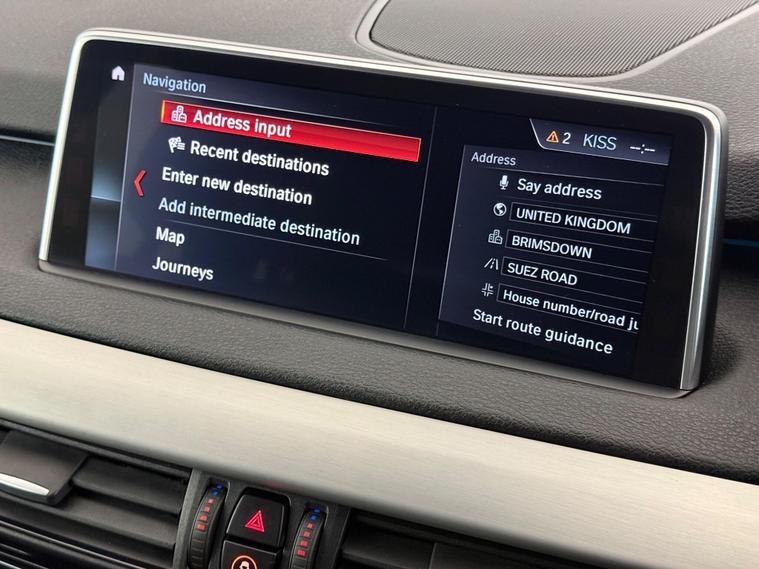 Navigation
Address input
Recent destinations
Enter new destination
Add intermediate destination
Map
Journeys
2 KISS --:--
Address
Say address
UNITED KINGDOM
BRIMSDOWN
SUEZ ROAD
House number/road ju
Start route guidance